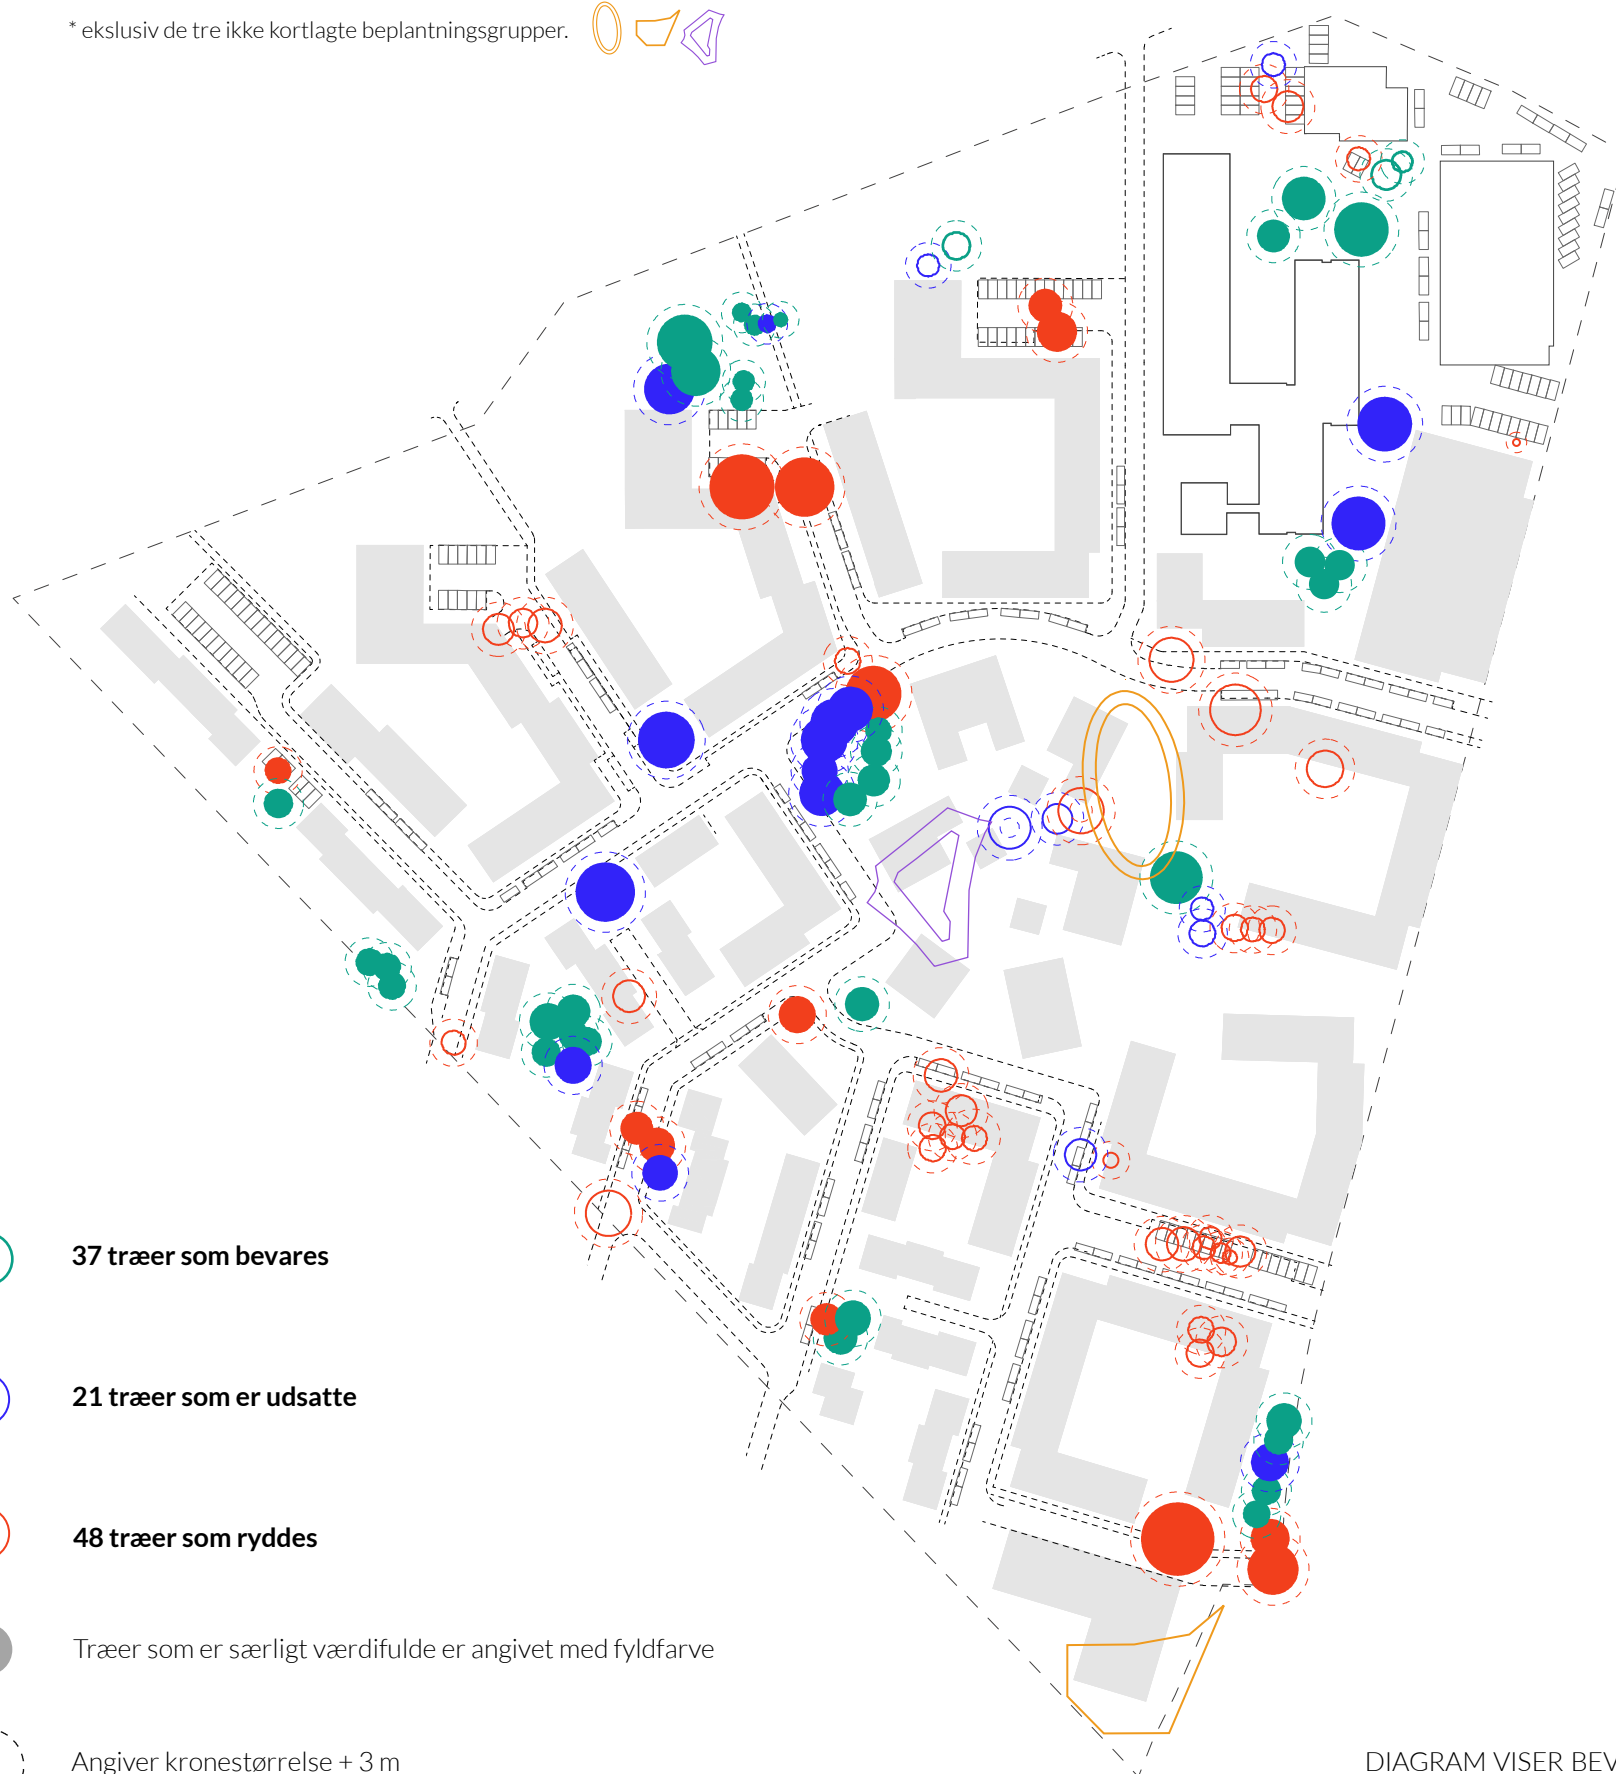 * ekslusiv de tre ikke kortlagte beplantningsgrupper.
37 træer som bevares
21 træer som er udsatte
48 træer som ryddes
Træer som er særligt værdifulde er angivet med fyldfarve
Angiver kronestørrelse + 3 m
DIAGRAM VISER BEV